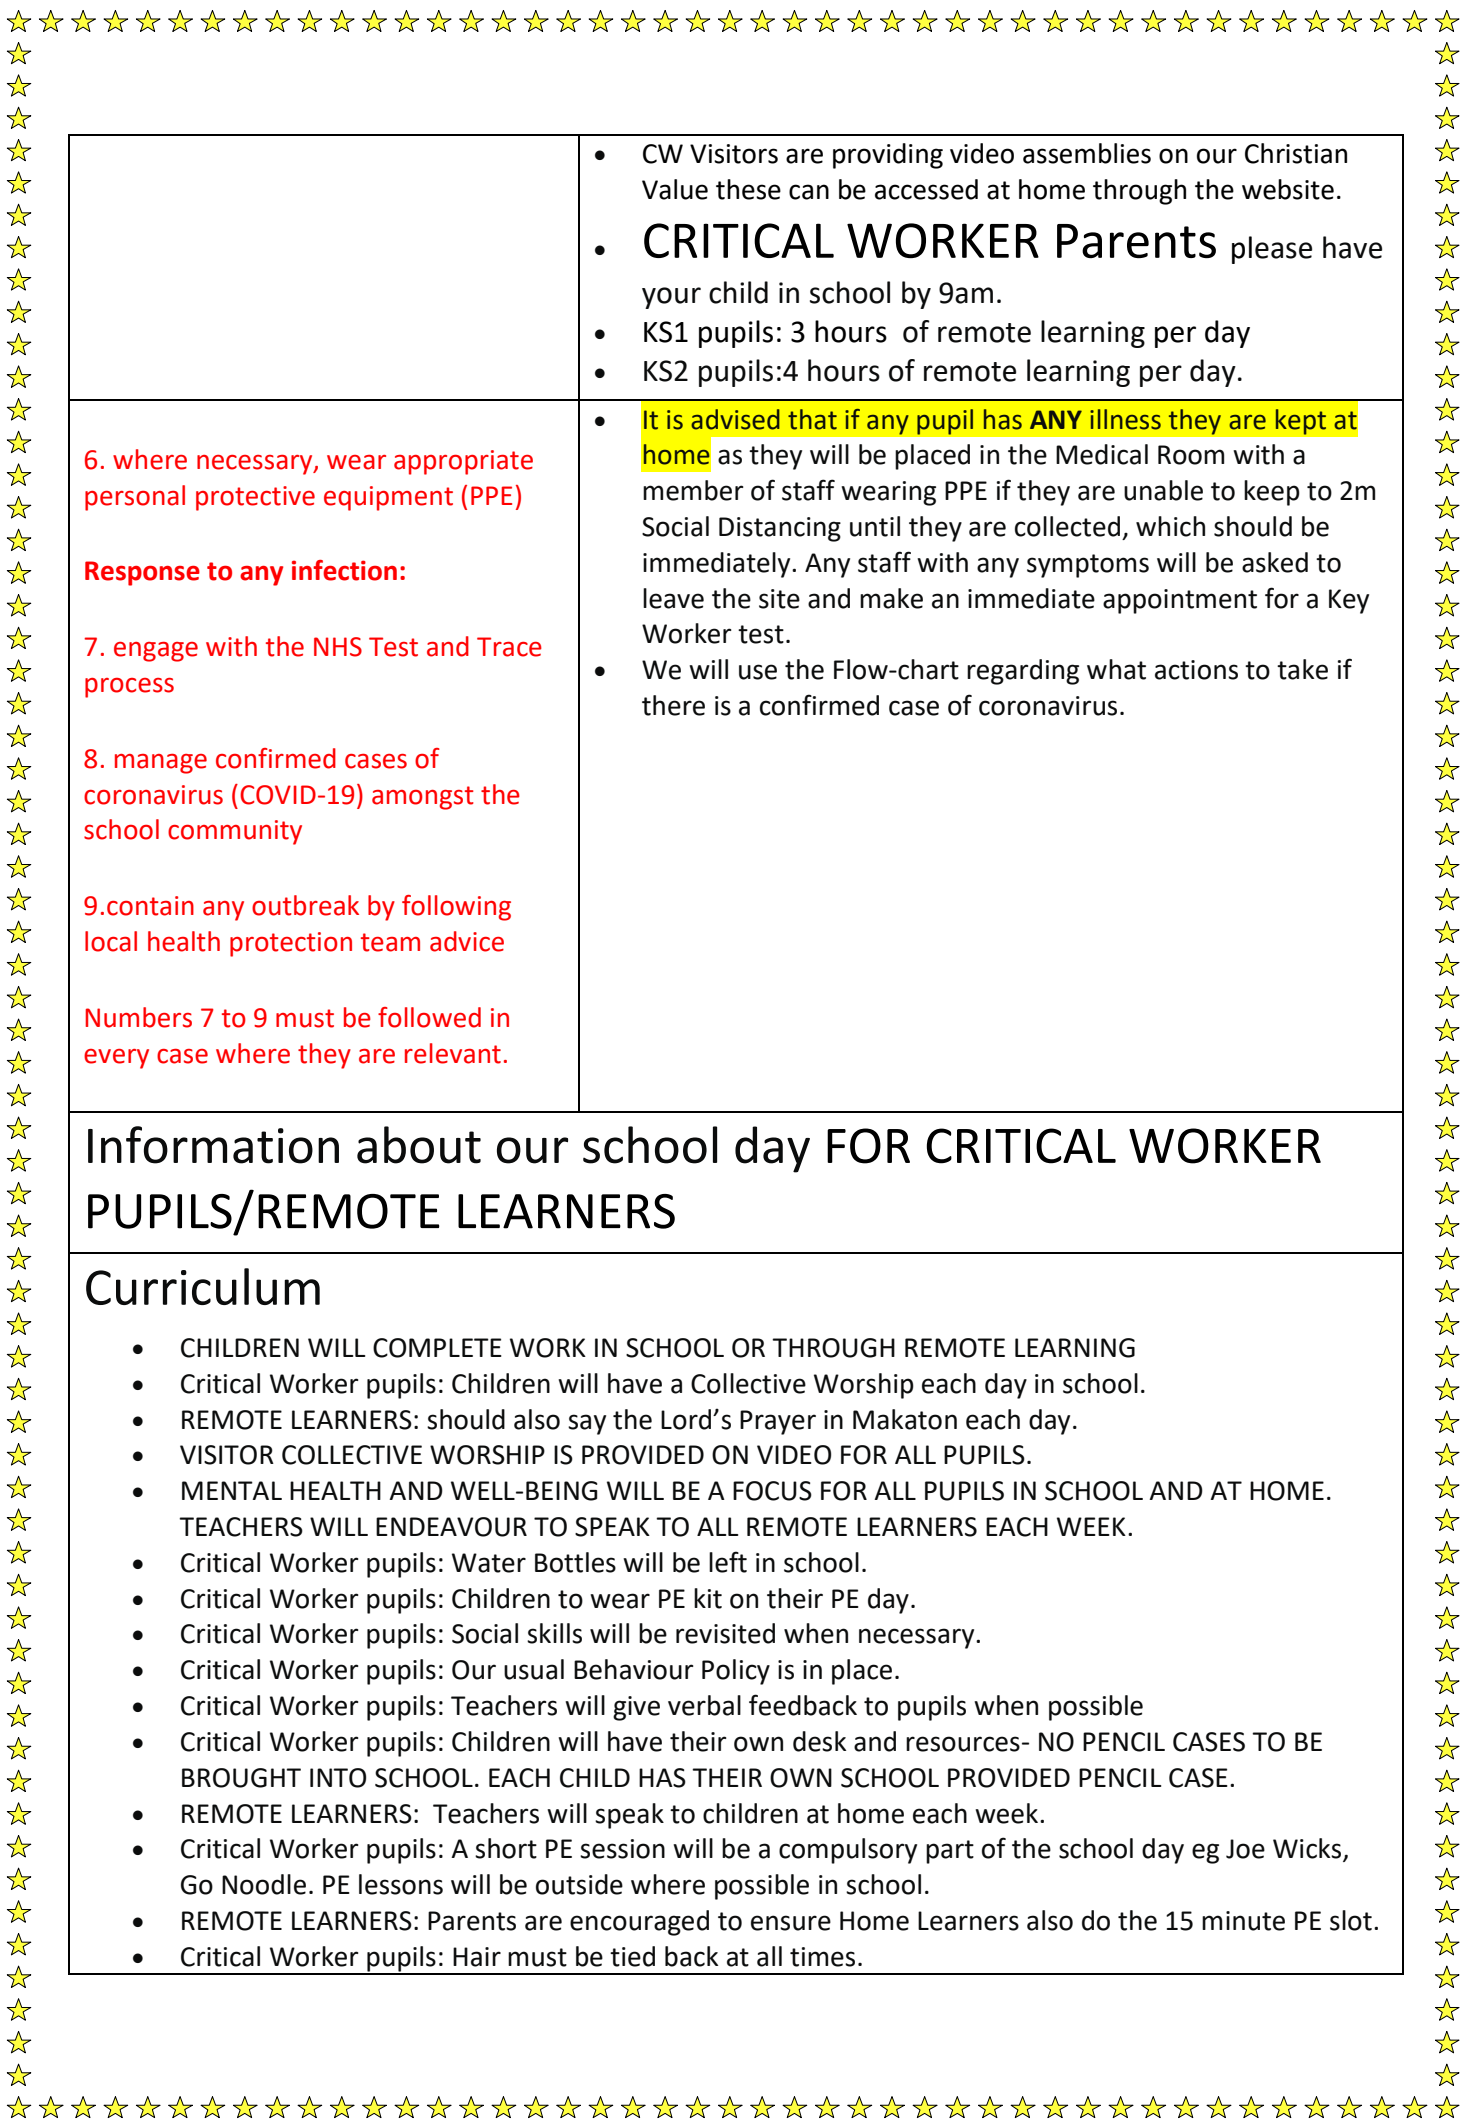 • CW Visitors are providing video assemblies on our Christian
Value these can be accessed at home through the website.
• CRITICAL WORKER Parents please have
your child in school by 9am.
• KS1 pupils: 3 hours  of remote learning per day
• KS2 pupils:4 hours of remote learning per day.
6. where necessary, wear appropriate
personal protective equipment (PPE)
Response to any infection:
7. engage with the NHS Test and Trace
process
8. manage confirmed cases of
coronavirus (COVID-19) amongst the
school community
9.contain any outbreak by following
local health protection team advice
Numbers 7 to 9 must be followed in
every case where they are relevant.
• It is advised that if any pupil has ANY illness they are kept at
home as they will be placed in the Medical Room with a
member of staff wearing PPE if they are unable to keep to 2m
Social Distancing until they are collected, which should be
immediately. Any staff with any symptoms will be asked to
leave the site and make an immediate appointment for a Key
Worker test.
• We will use the Flow-chart regarding what actions to take if
there is a confirmed case of coronavirus.
Information about our school day FOR CRITICAL WORKER
PUPILS/REMOTE LEARNERS
Curriculum
• CHILDREN WILL COMPLETE WORK IN SCHOOL OR THROUGH REMOTE LEARNING
• Critical Worker pupils: Children will have a Collective Worship each day in school.
• REMOTE LEARNERS: should also say the Lord’s Prayer in Makaton each day.
• VISITOR COLLECTIVE WORSHIP IS PROVIDED ON VIDEO FOR ALL PUPILS.
• MENTAL HEALTH AND WELL-BEING WILL BE A FOCUS FOR ALL PUPILS IN SCHOOL AND AT HOME.
TEACHERS WILL ENDEAVOUR TO SPEAK TO ALL REMOTE LEARNERS EACH WEEK.
• Critical Worker pupils: Water Bottles will be left in school.
• Critical Worker pupils: Children to wear PE kit on their PE day.
• Critical Worker pupils: Social skills will be revisited when necessary.
• Critical Worker pupils: Our usual Behaviour Policy is in place.
• Critical Worker pupils: Teachers will give verbal feedback to pupils when possible
• Critical Worker pupils: Children will have their own desk and resources- NO PENCIL CASES TO BE
BROUGHT INTO SCHOOL. EACH CHILD HAS THEIR OWN SCHOOL PROVIDED PENCIL CASE.
• REMOTE LEARNERS:  Teachers will speak to children at home each week.
• Critical Worker pupils: A short PE session will be a compulsory part of the school day eg Joe Wicks,
Go Noodle. PE lessons will be outside where possible in school.
• REMOTE LEARNERS: Parents are encouraged to ensure Home Learners also do the 15 minute PE slot.
• Critical Worker pupils: Hair must be tied back at all times.